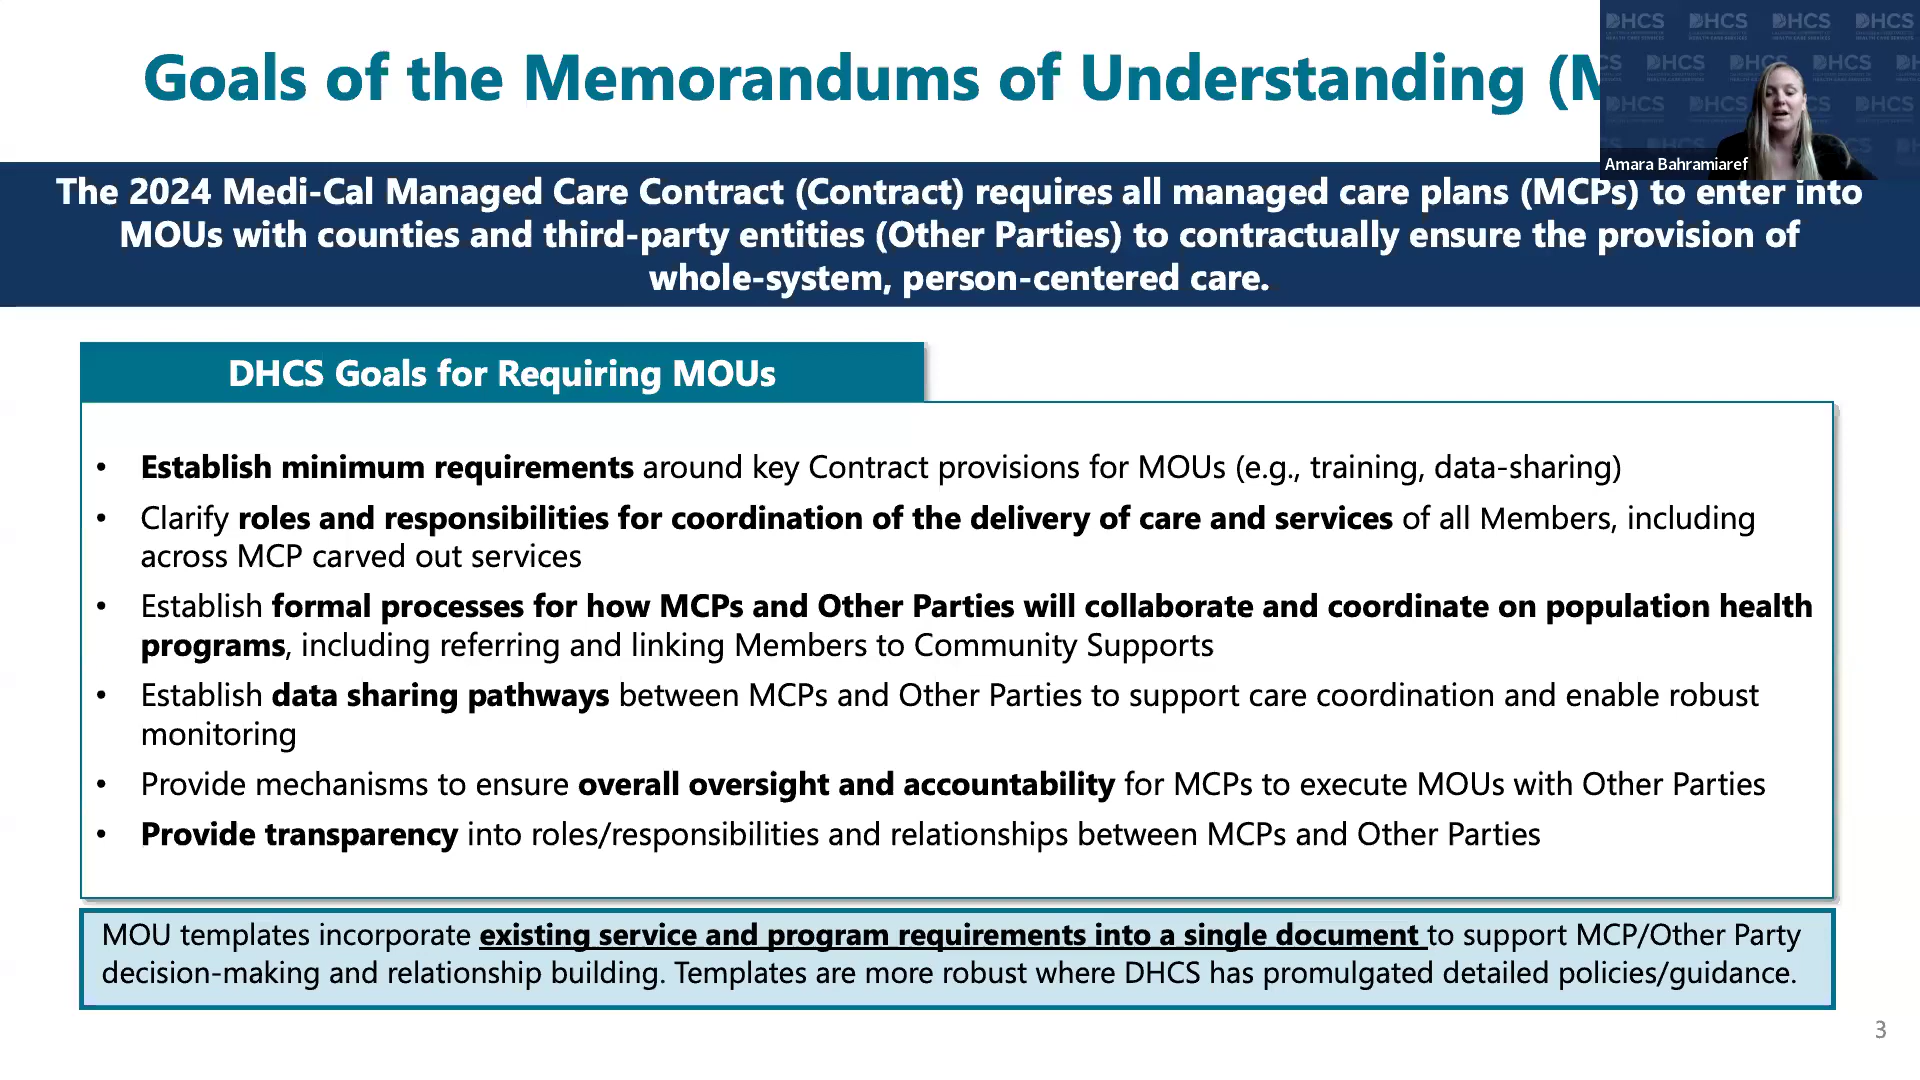 Goals of the Memorandums of Understanding (M
DHCS DHCS DHCS DHCS
Amara Bahramiaref
The 2024 Medi-Cal Managed Care Contract (Contract) requires all managed care plans (MCPs) to enter into
MOUs with counties and third-party entities (Other Parties) to contractually ensure the provision of
whole-system, person-centered care.
DHCS Goals for Requiring MOUs
• Establish minimum requirements around key Contract provisions for MOUs (e.g., training, data-sharing)
• Clarify roles and responsibilities for coordination of the delivery of care and services of all Members, including
across MCP carved out services
• Establish formal processes for how MCPs and Other Parties will collaborate and coordinate on population health
programs, including referring and linking Members to Community Supports
• Establish data sharing pathways between MCPs and Other Parties to support care coordination and enable robust
monitoring
• Provide mechanisms to ensure overall oversight and accountability for MCPs to execute MOUs with Other Parties
• Provide transparency into roles/responsibilities and relationships between MCPs and Other Parties
MOU templates incorporate existing service and program requirements into a single document to support MCP/Other Party
decision-making and relationship building. Templates are more robust where DHCS has promulgated detailed policies/guidance.
3